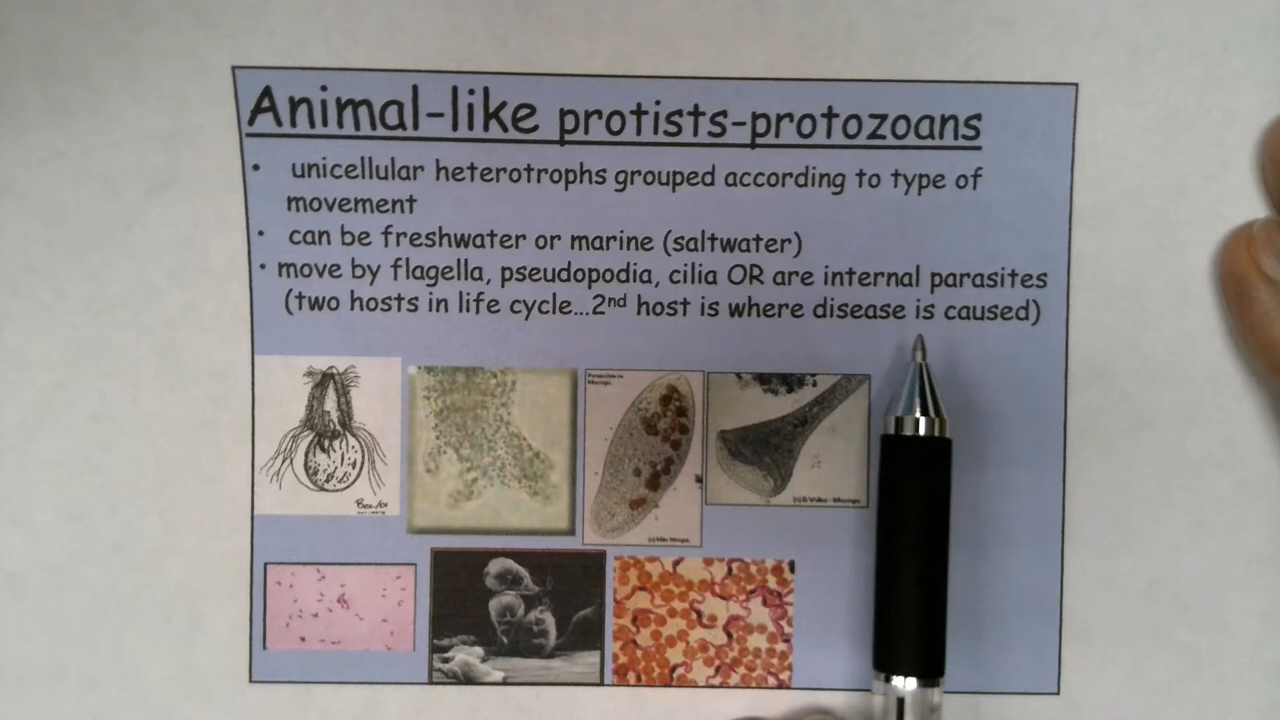 Animal-like protists-protozoans
• unicellular heterotrophs grouped according to type of
movement
• can be freshwater or marine (saltwater)
• move by flagella, pseudopodia, cilia OR are internal parasites
(two hosts in life cycle...2nd host is where disease is caused)